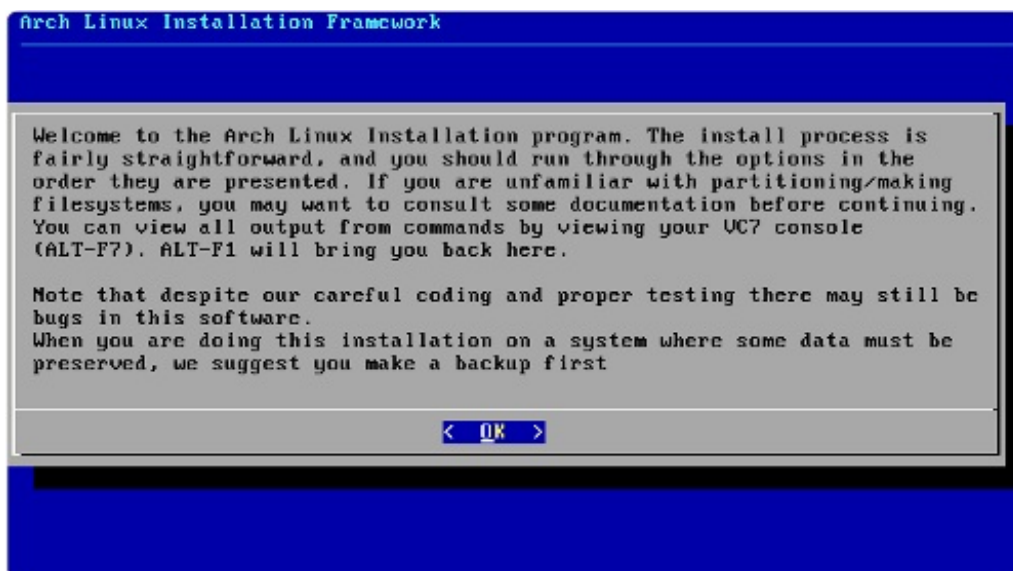 Arch Linux Installation Framework
Welcome to the Arch Linux Installation program. The install process is
fairly straightforward, and you should run through the options in the
order they are presented. If you are unfamiliar with partitioning/making
filesystems, you may want to consult some documentation before continuing.
You can view all output from commands by viewing your VC7 console
(ALT-F7). ALT-F1 will bring you back here.
Note that despite our careful coding and proper testing there may still be
bugs in this software.
When you are doing this installation on a system where some data must be
preserved, we suggest you make a backup first
< OK >